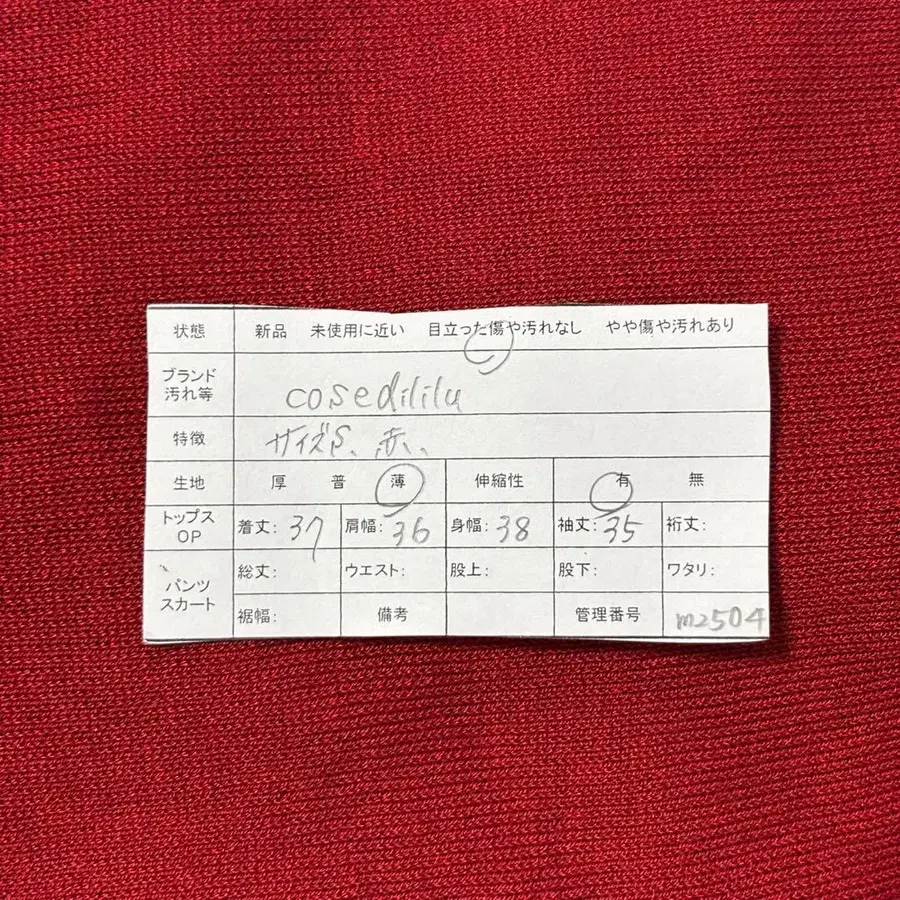 状態 新品 未使用に近い 目立った傷や汚れなし やや傷や汚れあり
ブランド
汚れ等 cosedililu
特徴 サイズS、赤、
生地 厚 普 薄 伸縮性 有 無
トップス
OP 着丈: 37 肩幅: 36 身幅: 38 袖丈: 35 裄丈:
パンツ
スカート
総丈: ウエスト: 股上: 股下: ワタリ:
裾幅: 備考 管理番号 m2504